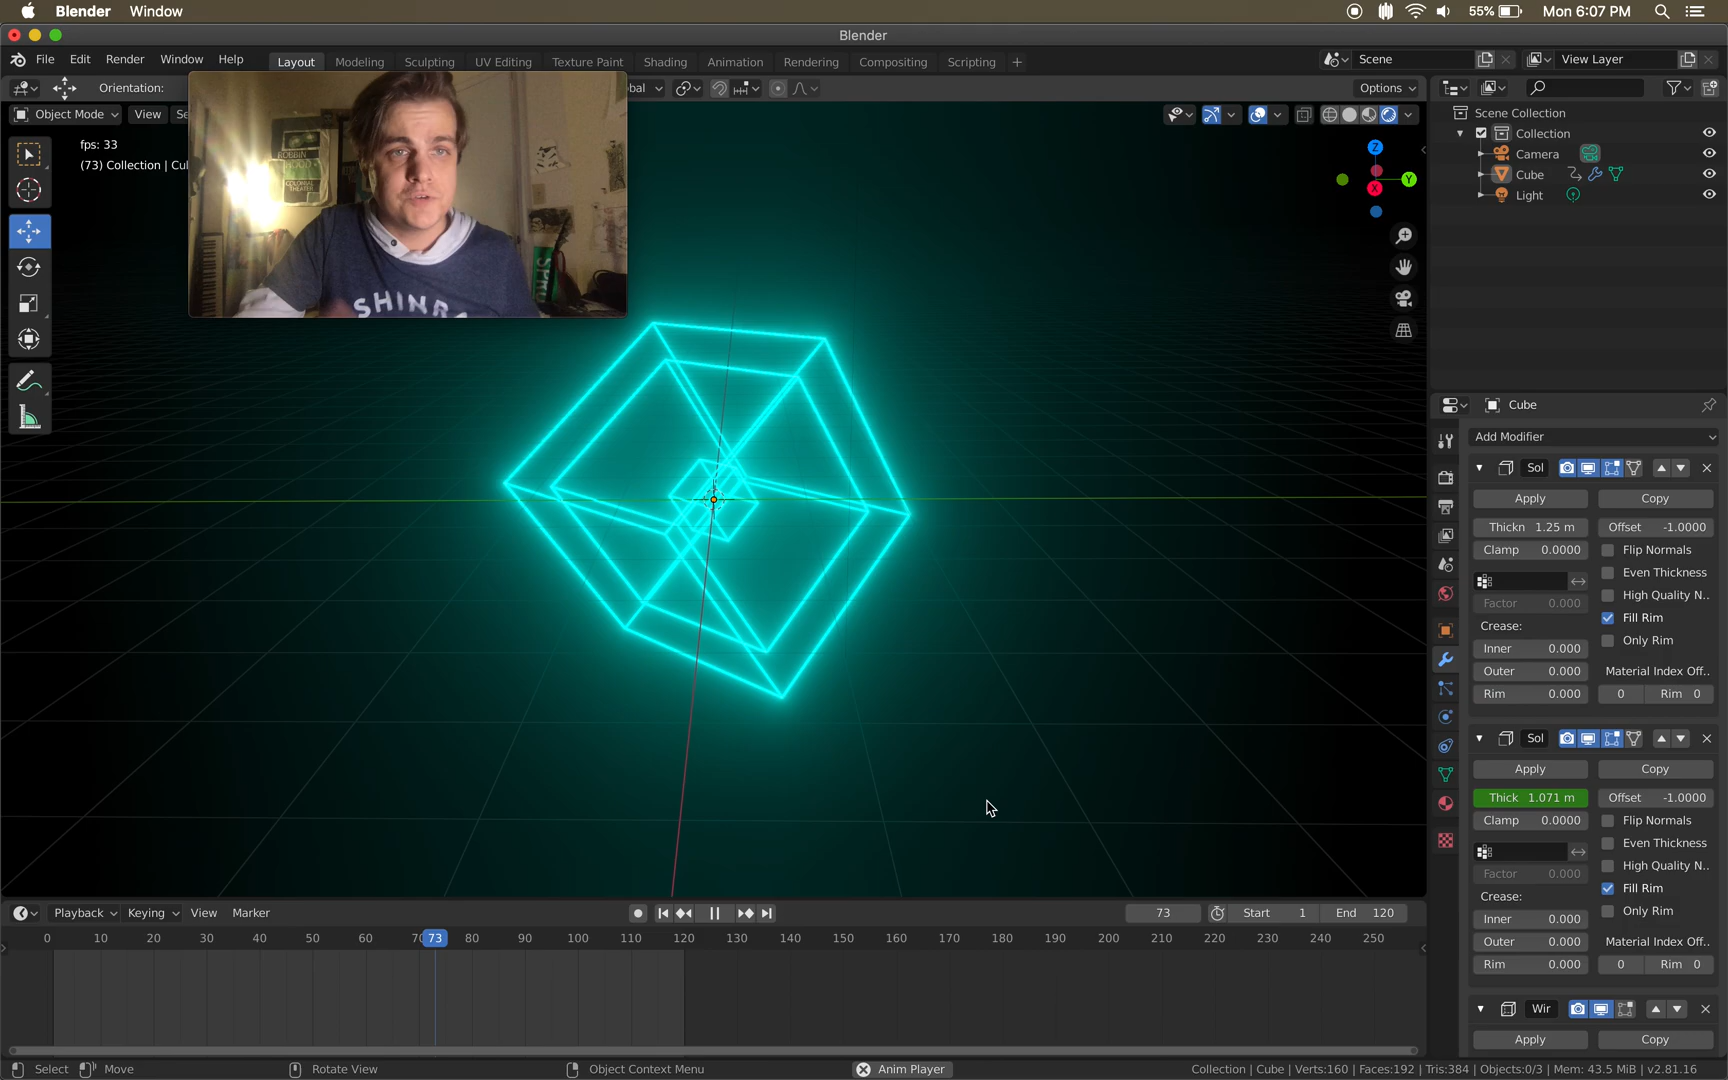 Blender Window 55% Mon 6:07 PM
Blender
File Edit Render Window Help Layout Modeling Sculpting UV Editing Texture Paint Shading Animation Rendering Compositing Scripting + Scene View Layer
Orientation: bal Options
Object Mode View Se
fps: 33
(73) Collection | Cu
ROBBIN
HOOD
COLONIAL
THEATER
SHINR
Z
Y
X
Scene Collection
Collection
Camera
Cube
Light
Cube
Add Modifier
Sol
Apply Copy
Thickn 1.25 m Offset -1.0000
Clamp 0.0000 Flip Normals
Even Thickness
High Quality N..
Factor 0.000
Fill Rim
Crease:
Only Rim
Inner 0.000
Outer 0.000 Material Index Off..
Rim 0.000 0 Rim 0
Sol
Apply Copy
Thick 1.071 m Offset -1.0000
Clamp 0.0000 Flip Normals
Even Thickness
High Quality N..
Factor 0.000
Fill Rim
Crease:
Only Rim
Inner 0.000
Outer 0.000 Material Index Off..
Rim 0.000 0 Rim 0
Wir
Apply Copy
Playback Keying View Marker 73 Start 1 End 120
0 10 20 30 40 50 60 70 73 80 90 100 110 120 130 140 150 160 170 180 190 200 210 220 230 240 250
Select Move Rotate View Object Context Menu Anim Player Collection | Cube | Verts:160 | Faces:192 | Tris:384 | Objects:0/3 | Mem: 43.5 MiB | v2.81.16